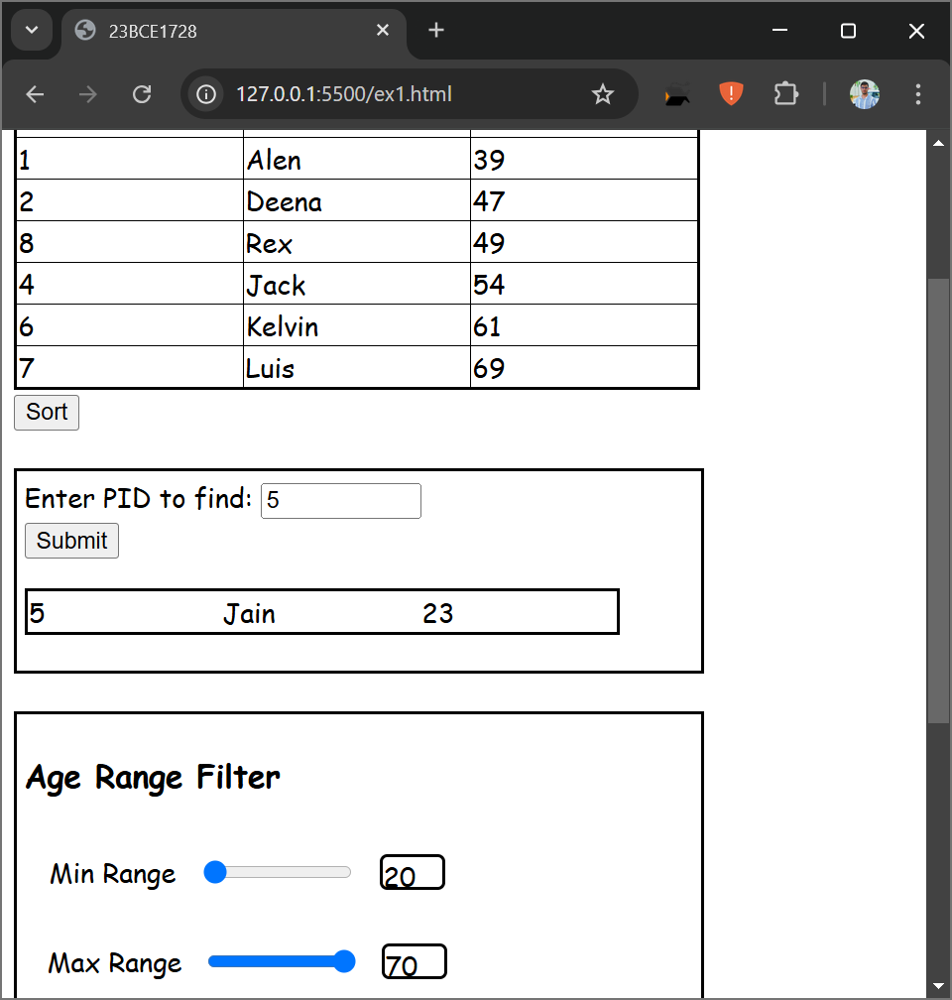 23BCE1728
127.0.0.1:5500/ex1.html
1 Alen 39
2 Deena 47
8 Rex 49
4 Jack 54
6 Kelvin 61
7 Luis 69
Sort
Enter PID to find: 5
Submit
5 Jain 23
Age Range Filter
Min Range 20
Max Range 70